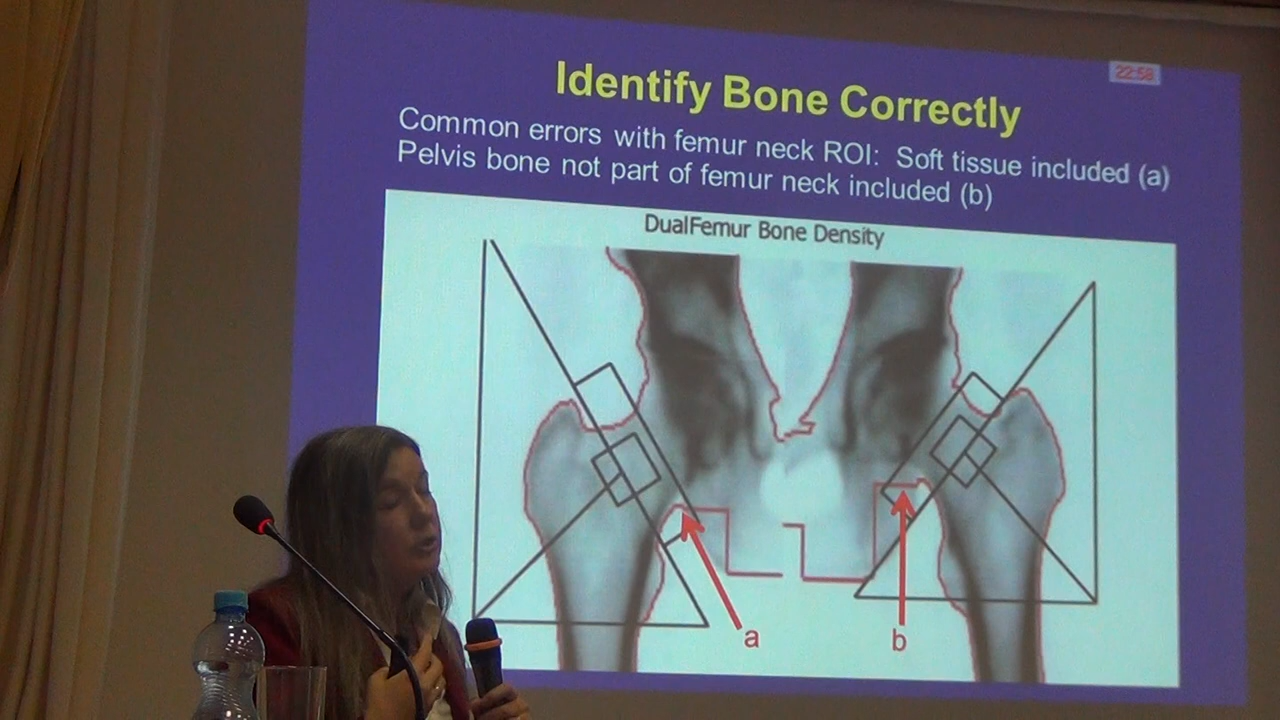 22:58
Identify Bone Correctly
Common errors with femur neck ROI: Soft tissue included (a)
Pelvis bone not part of femur neck included (b)
DualFemur Bone Density
a
b